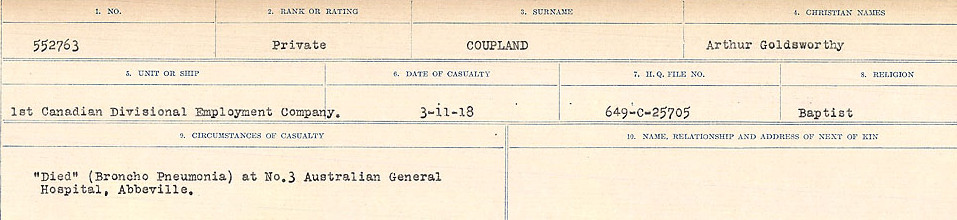 1. NO. 2. RANK OR RATING 3. SURNAME 4. CHRISTIAN NAMES
552763 Private COUPLAND Arthur Goldsworthy
5. UNIT OR SHIP 6. DATE OF CASUALTY 7. H.Q. FILE NO. 8. RELIGION
1st Canadian Divisional Employment Company. 3-11-18 649-C-25705 Baptist
9. CIRCUMSTANCES OF CASUALTY 10. NAME, RELATIONSHIP AND ADDRESS OF NEXT OF KIN
"Died" (Broncho Pneumonia) at No.3 Australian General
Hospital, Abbeville.